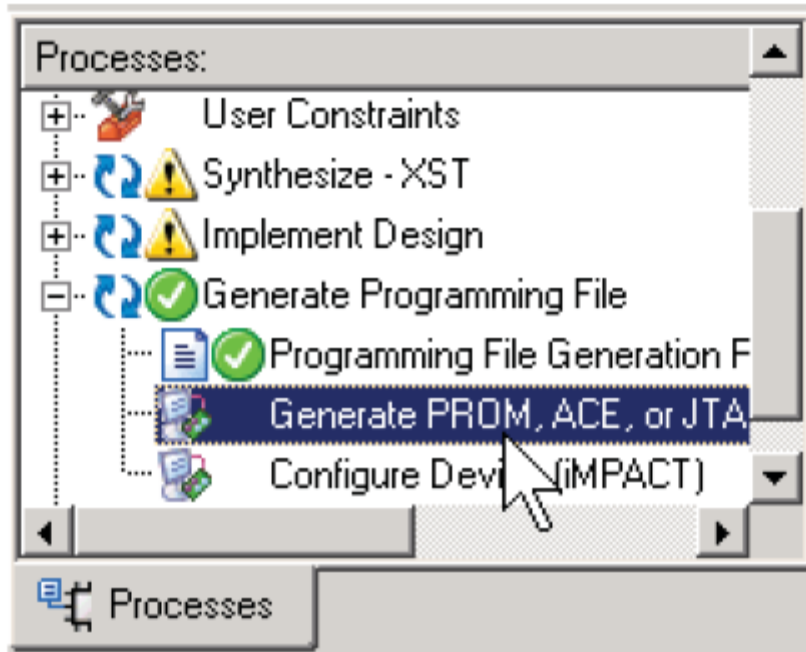 Processes:
User Constraints
Synthesize - XST
Implement Design
Generate Programming File
Programming File Generation F
Generate PROM, ACE, or JTA
Configure Devi (iMPACT)
Processes